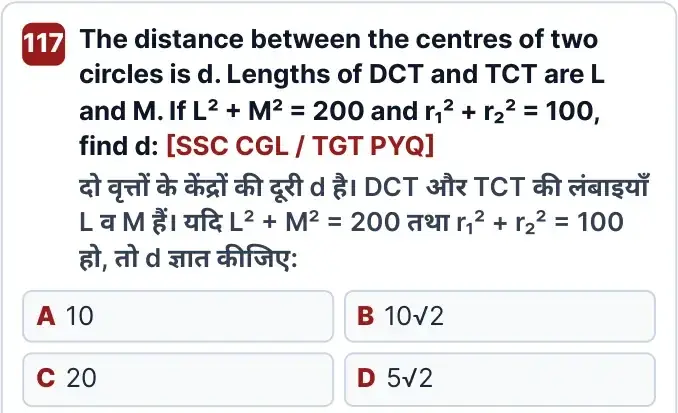 117 The distance between the centres of two
circles is d. Lengths of DCT and TCT are L
and M. If L² + M² = 200 and r₁² + r₂² = 100,
find d: [SSC CGL / TGT PYQ]
दो वृत्तों के केंद्रों की दूरी d है। DCT और TCT की लंबाइयाँ
L व M हैं। यदि L² + M² = 200 तथा r₁² + r₂² = 100
हो, तो d ज्ञात कीजिए:
A 10
B 10√2
C 20
D 5√2